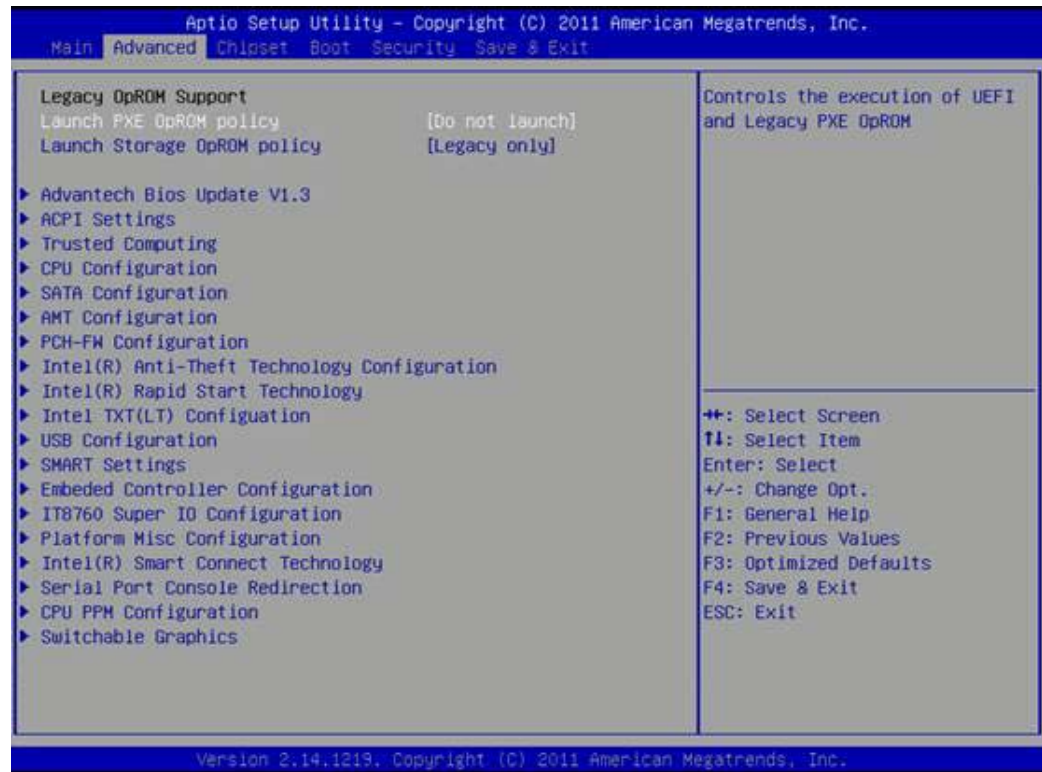 Aptio Setup Utility – Copyright (C) 2011 American Megatrends, Inc.
Main Advanced Chipset Boot Security Save & Exit
Legacy OpROM Support
Launch PXE OpROM policy [Do not launch]
Launch Storage OpROM policy [Legacy only]
Advantech Bios Update V1.3
ACPI Settings
Trusted Computing
CPU Configuration
SATA Configuration
AMT Configuration
PCH-FW Configuration
Intel(R) Anti-Theft Technology Configuration
Intel(R) Rapid Start Technology
Intel TXT(LT) Configuation
USB Configuration
SMART Settings
Embeded Controller Configuration
IT8760 Super IO Configuration
Platform Misc Configuration
Intel(R) Smart Connect Technology
Serial Port Console Redirection
CPU PPM Configuration
Switchable Graphics
Controls the execution of UEFI
and Legacy PXE OpROM
→←: Select Screen
↑↓: Select Item
Enter: Select
+/-: Change Opt.
F1: General Help
F2: Previous Values
F3: Optimized Defaults
F4: Save & Exit
ESC: Exit
Version 2.14.1219. Copyright (C) 2011 American Megatrends, Inc.